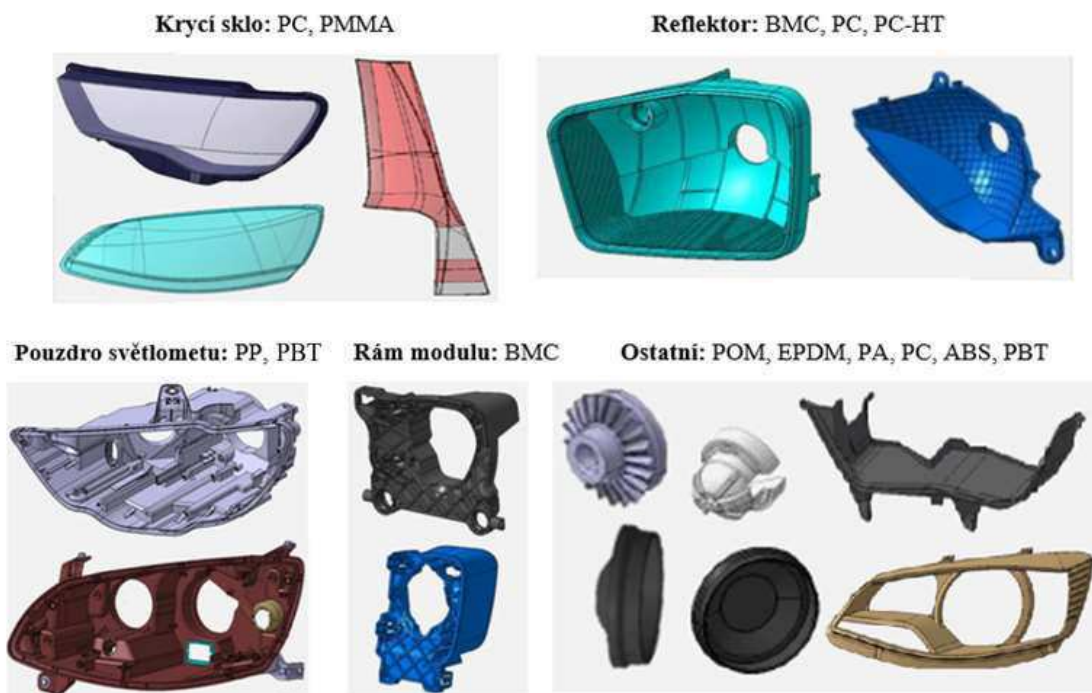 Krycí sklo: PC, PMMA
Reflektor: BMC, PC, PC-HT
Pouzdro světlometu: PP, PBT
Rám modulu: BMC
Ostatní: POM, EPDM, PA, PC, ABS, PBT